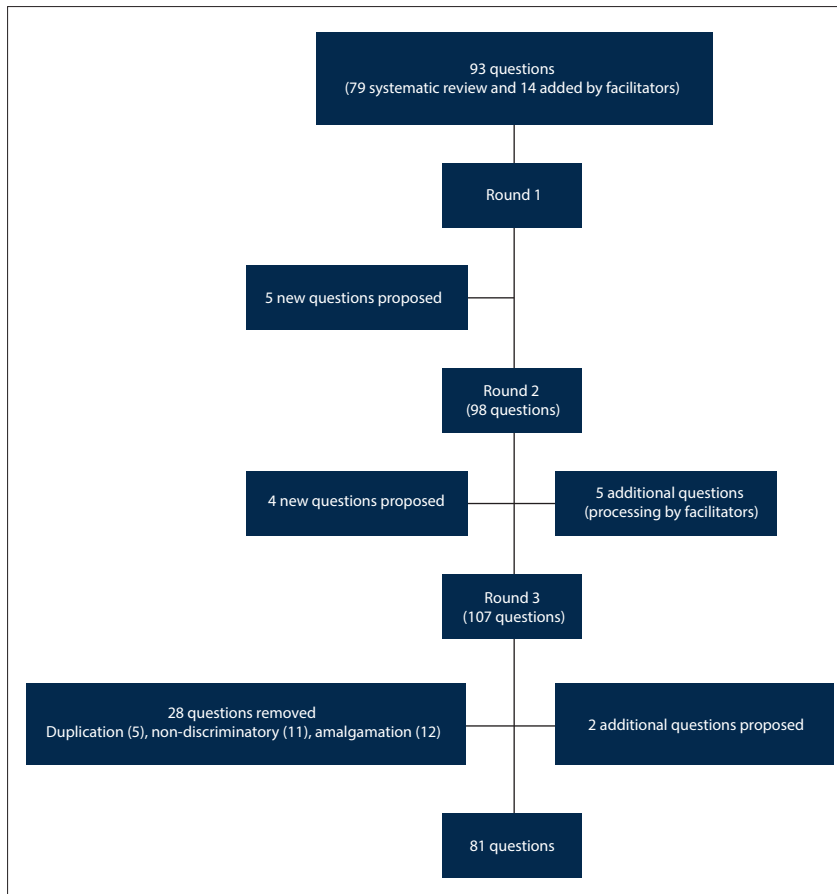 93 questions
(79 systematic review and 14 added by facilitators)
Round 1
5 new questions proposed
Round 2
(98 questions)
4 new questions proposed
5 additional questions
(processing by facilitators)
Round 3
(107 questions)
28 questions removed
Duplication (5), non-discriminatory (11), amalgamation (12)
2 additional questions proposed
81 questions